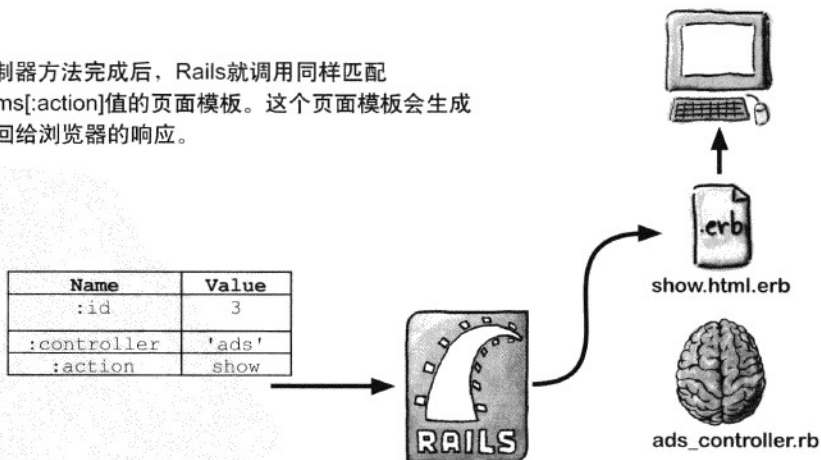 制器方法完成后，Rails就调用同样匹配
ms[:action]值的页面模板。这个页面模板会生成
回给浏览器的响应。
Name Value
:id 3
:controller 'ads'
:action show
RAILS
.erb
show.html.erb
ads_controller.rb